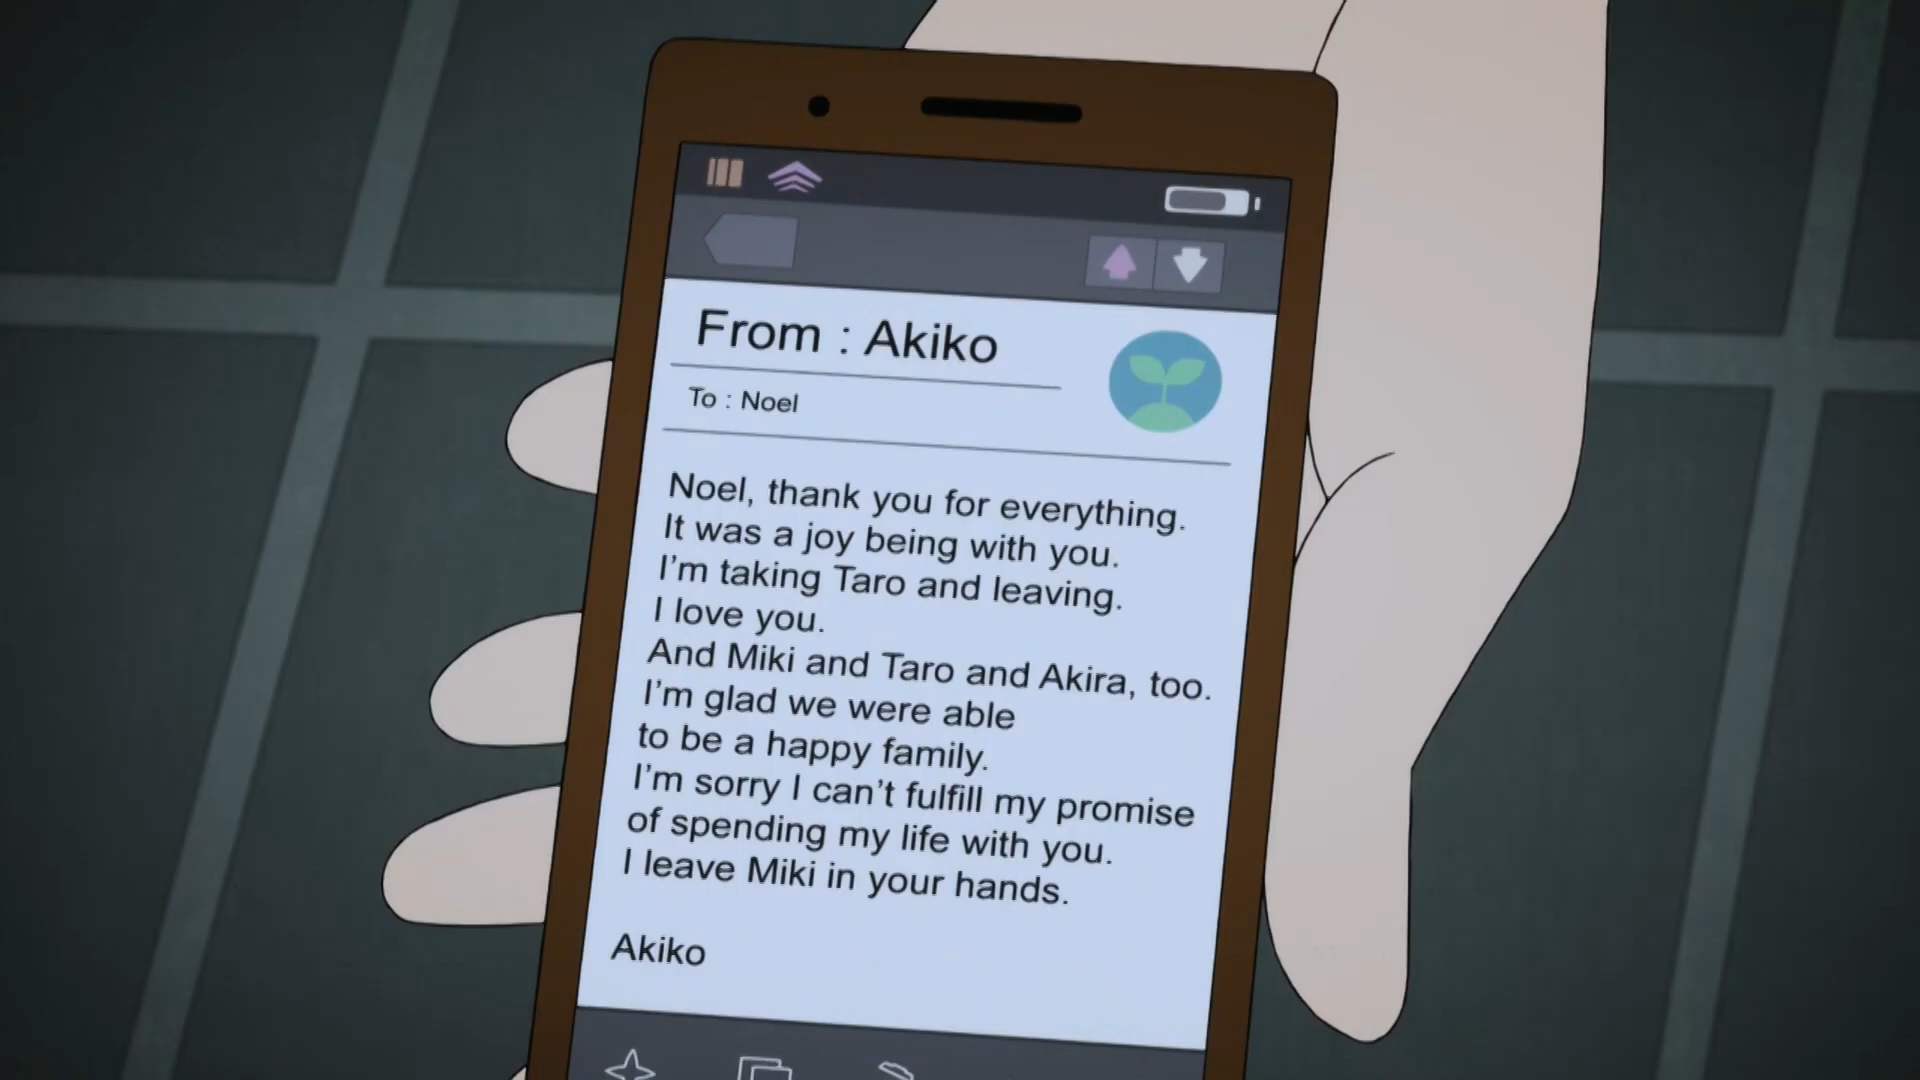 From : Akiko
To : Noel
Noel, thank you for everything.
It was a joy being with you.
I'm taking Taro and leaving.
I love you.
And Miki and Taro and Akira, too.
I'm glad we were able
to be a happy family.
I'm sorry I can't fulfill my promise
of spending my life with you.
I leave Miki in your hands.
Akiko